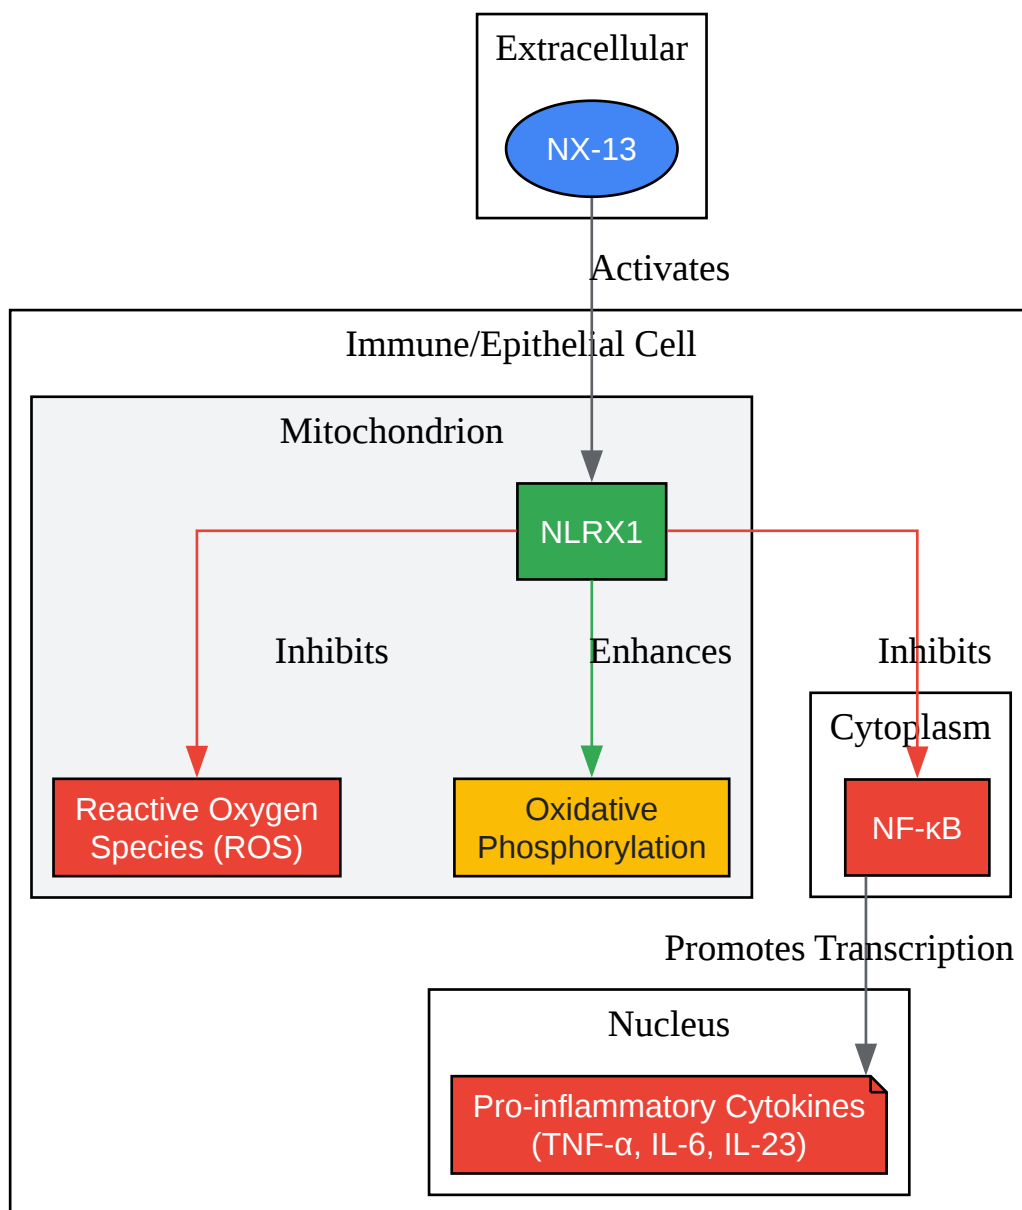 Extracellular
NX-13
Activates
Immune/Epithelial Cell
Mitochondrion
NLRX1
Inhibits
Enhances
Inhibits
Cytoplasm
Reactive Oxygen
Species (ROS)
Oxidative
Phosphorylation
NF-κB
Promotes Transcription
Nucleus
Pro-inflammatory Cytokines
(TNF-α, IL-6, IL-23)